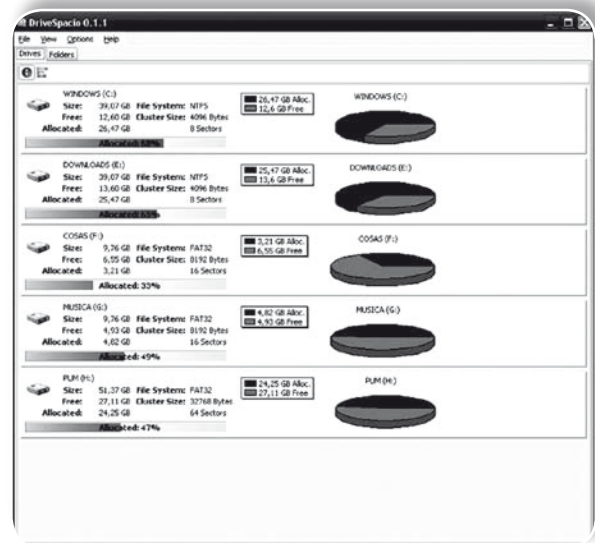 DriveSpacio 0.1.1
File View Options Help
Drives Folders
WINDOWS (C:)
Size: 39,07 GB File System: NTFS
Free: 12,60 GB Cluster Size: 4096 Bytes
Allocated: 26,47 GB 8 Sectors
Allocated: 68%
26,47 GB Alloc.
12,6 GB Free
WINDOWS (C:)
DOWNLOADS (E:)
Size: 39,07 GB File System: NTFS
Free: 13,60 GB Cluster Size: 4096 Bytes
Allocated: 25,47 GB 8 Sectors
Allocated: 65%
25,47 GB Alloc.
13,6 GB Free
DOWNLOADS (E:)
COSAS (F:)
Size: 9,76 GB File System: FAT32
Free: 6,55 GB Cluster Size: 8192 Bytes
Allocated: 3,21 GB 16 Sectors
Allocated: 33%
3,21 GB Alloc.
6,55 GB Free
COSAS (F:)
MUSICA (G:)
Size: 9,76 GB File System: FAT32
Free: 4,93 GB Cluster Size: 8192 Bytes
Allocated: 4,82 GB 16 Sectors
Allocated: 49%
4,82 GB Alloc.
4,93 GB Free
MUSICA (G:)
PUM (H:)
Size: 51,37 GB File System: FAT32
Free: 27,11 GB Cluster Size: 32768 Bytes
Allocated: 24,25 GB 64 Sectors
Allocated: 47%
24,25 GB Alloc.
27,11 GB Free
PUM (H:)